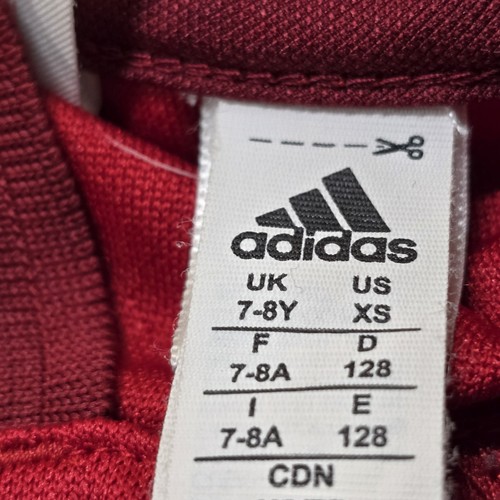 adidas
UK US
7-8Y XS
F D
7-8A 128
I E
7-8A 128
CDN